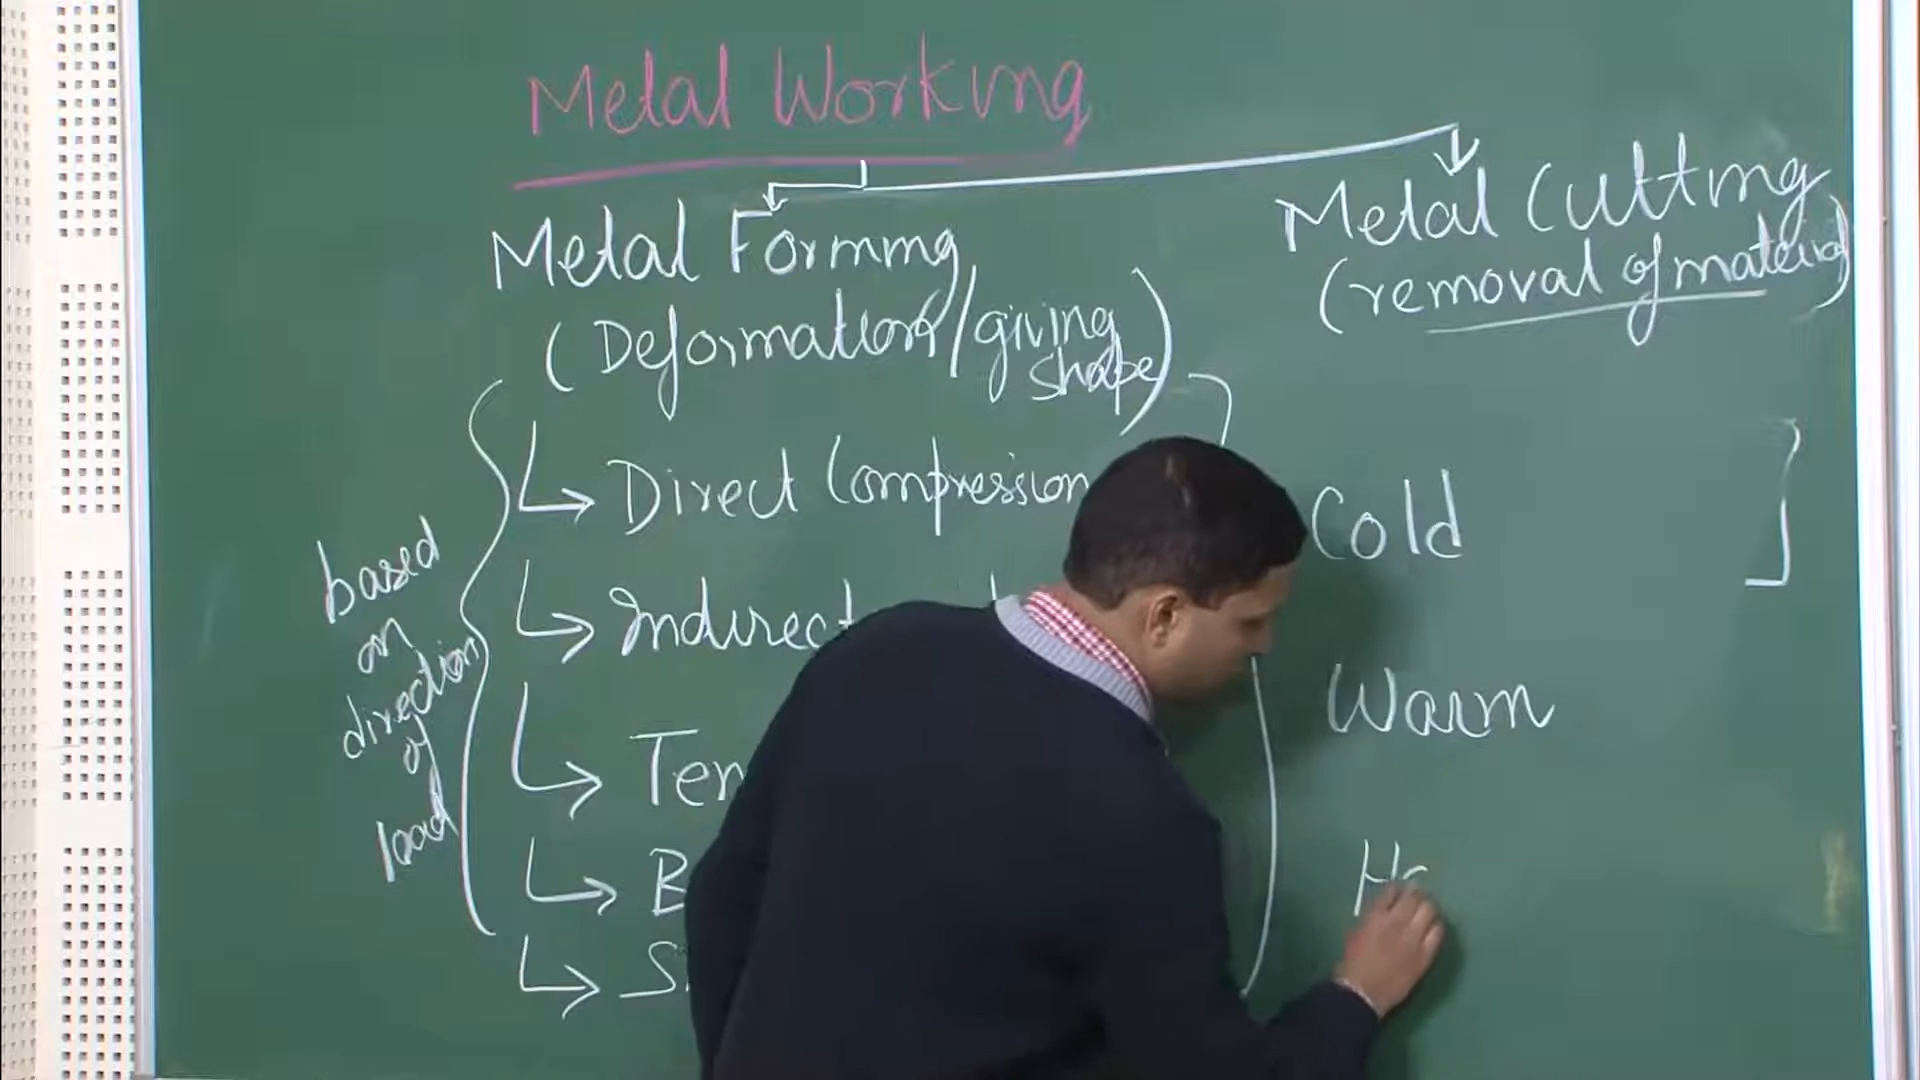 Metal Working
Metal Forming
(Deformation/giving
shape)
Metal Cutting
(removal of material)
Direct Compression
Indirect
based
on
direction
of
load
Cold
Warm